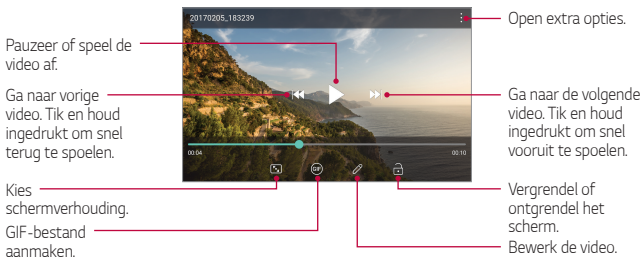 20170205_183239
Open extra opties.
Pauzeer of speel de
video af.
Ga naar vorige
video. Tik en houd
ingedrukt om snel
terug te spoelen.
Ga naar de volgende
video. Tik en houd
ingedrukt om snel
vooruit te spoelen.
00:04
00:10
GIF
Kies
schermverhouding.
GIF-bestand
aanmaken.
Vergrendel of
ontgrendel het
scherm.
Bewerk de video.